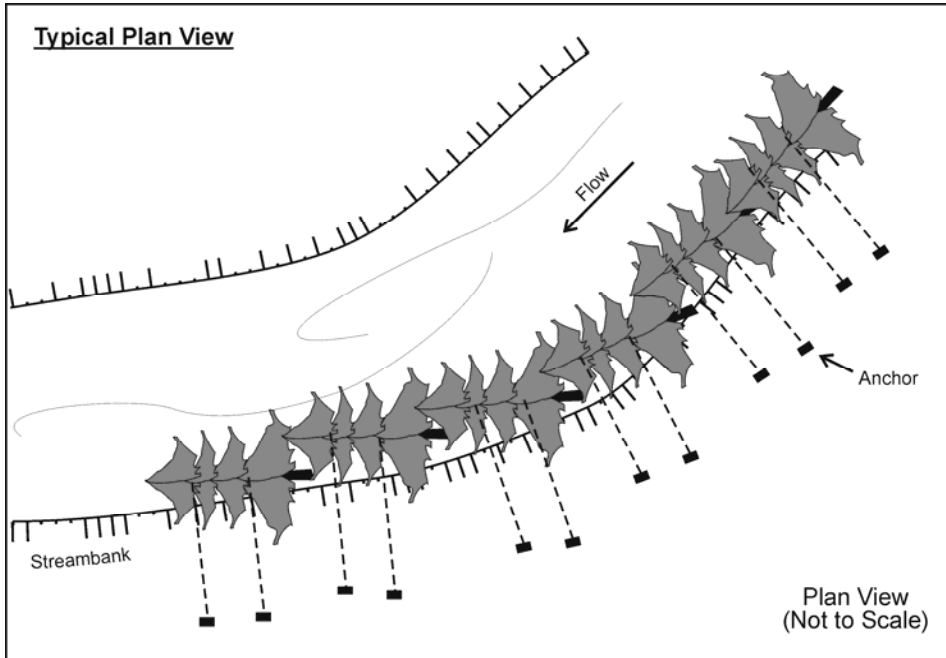 Typical Plan View
Flow
Anchor
Streambank
Plan View
(Not to Scale)